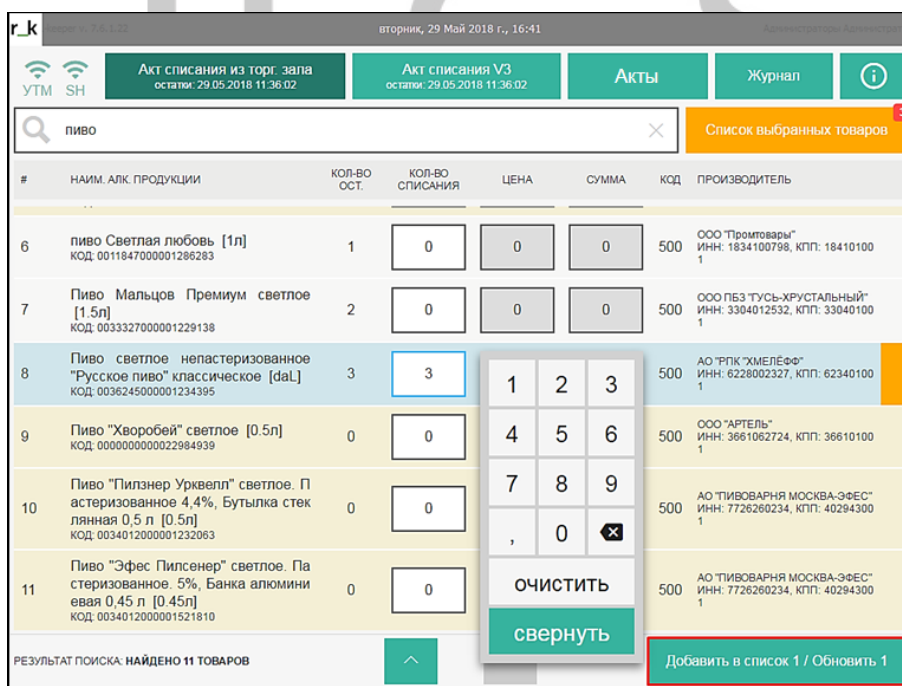 r_k
keeper v. 7.6.1.22
вторник, 29 Май 2018 г., 16:41
Администраторы Администрат
УТМ SH
Акт списания из торг. зала
остатки: 29.05.2018 11:36:02
Акт списания V3
остатки: 29.05.2018 11:36:02
Акты
Журнал
пиво
Список выбранных товаров
# НАИМ. АЛК. ПРОДУКЦИИ КОЛ-ВО ОСТ. КОЛ-ВО СПИСАНИЯ ЦЕНА СУММА КОД ПРОИЗВОДИТЕЛЬ
6
пиво Светлая любовь [1л]
КОД: 0011847000001286283
1 0 0 0 500
ООО "Промтовары"
ИНН: 1834100798, КПП: 18410100
1
7
Пиво Мальцов Премиум светлое
[1.5л]
КОД: 0033327000001229138
2 0 0 0 500
ООО ПБЗ "ГУСЬ-ХРУСТАЛЬНЫЙ"
ИНН: 3304012532, КПП: 33040100
1
8
Пиво светлое непастеризованное
"Русское пиво" классическое [daL]
КОД: 0036245000001234395
3 3 500
АО "РПК "ХМЕЛЁФФ"
ИНН: 6228002327, КПП: 62340100
1
9
Пиво "Хворобей" светлое [0.5л]
КОД: 0000000000022984939
0 0 500
ООО "АРТЕЛЬ"
ИНН: 3661062724, КПП: 36610100
1
10
Пиво "Пилзнер Урквелл" светлое. П
астеризованное 4,4%, Бутылка стек
лянная 0,5 л [0.5л]
КОД: 0034012000001232063
0 0 500
АО "ПИВОВАРНЯ МОСКВА-ЭФЕС"
ИНН: 7726260234, КПП: 40294300
1
11
Пиво "Эфес Пилсенер" светлое. Па
стеризованное. 5%, Банка алюмини
евая 0,45 л [0.45л]
КОД: 0034012000001521810
0 0 500
АО "ПИВОВАРНЯ МОСКВА-ЭФЕС"
ИНН: 7726260234, КПП: 40294300
1
1 2 3
4 5 6
7 8 9
, 0
очистить
свернуть
РЕЗУЛЬТАТ ПОИСКА: НАЙДЕНО 11 ТОВАРОВ
Добавить в список 1 / Обновить 1